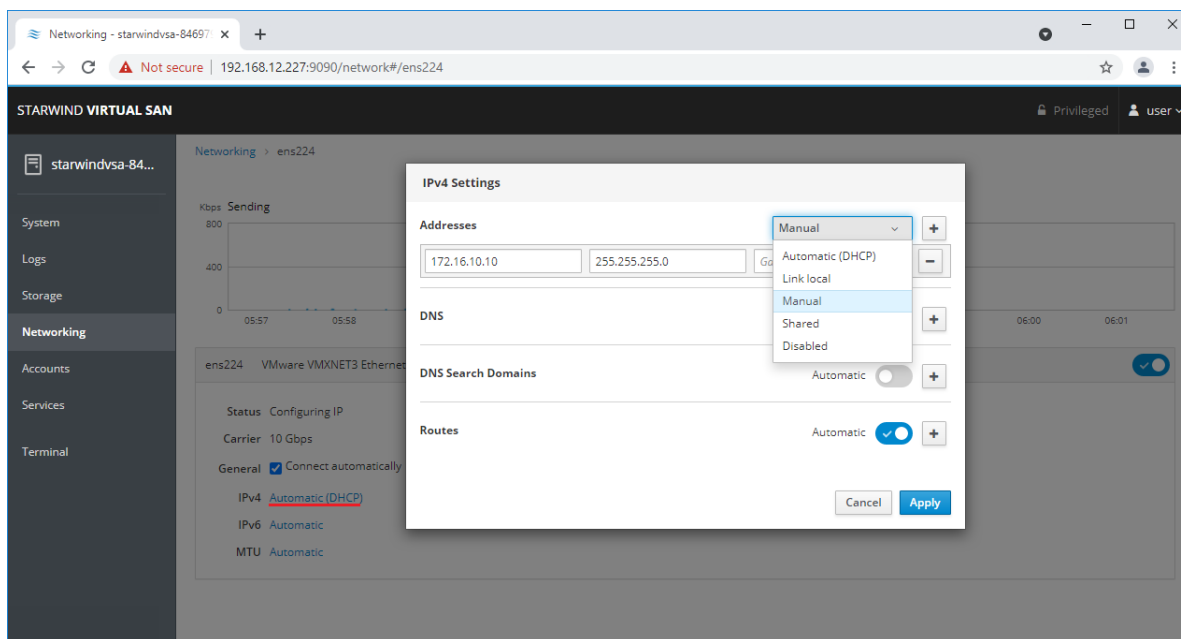 Networking - starwindvsa-84697
Not secure | 192.168.12.227:9090/network#/ens224
STARWIND VIRTUAL SAN
Privileged
user
starwindvsa-84...
System
Logs
Storage
Networking
Accounts
Services
Terminal
Networking > ens224
Kbps Sending
800
400
0
05:57 05:58 06:00 06:01
ens224 VMware VMXNET3 Ethernet
Status Configuring IP
Carrier 10 Gbps
General Connect automatically
IPv4 Automatic (DHCP)
IPv6 Automatic
MTU Automatic
IPv4 Settings
Addresses Manual
172.16.10.10 255.255.255.0
Automatic (DHCP)
Link local
Manual
Shared
Disabled
DNS
DNS Search Domains Automatic
Routes Automatic
Cancel Apply